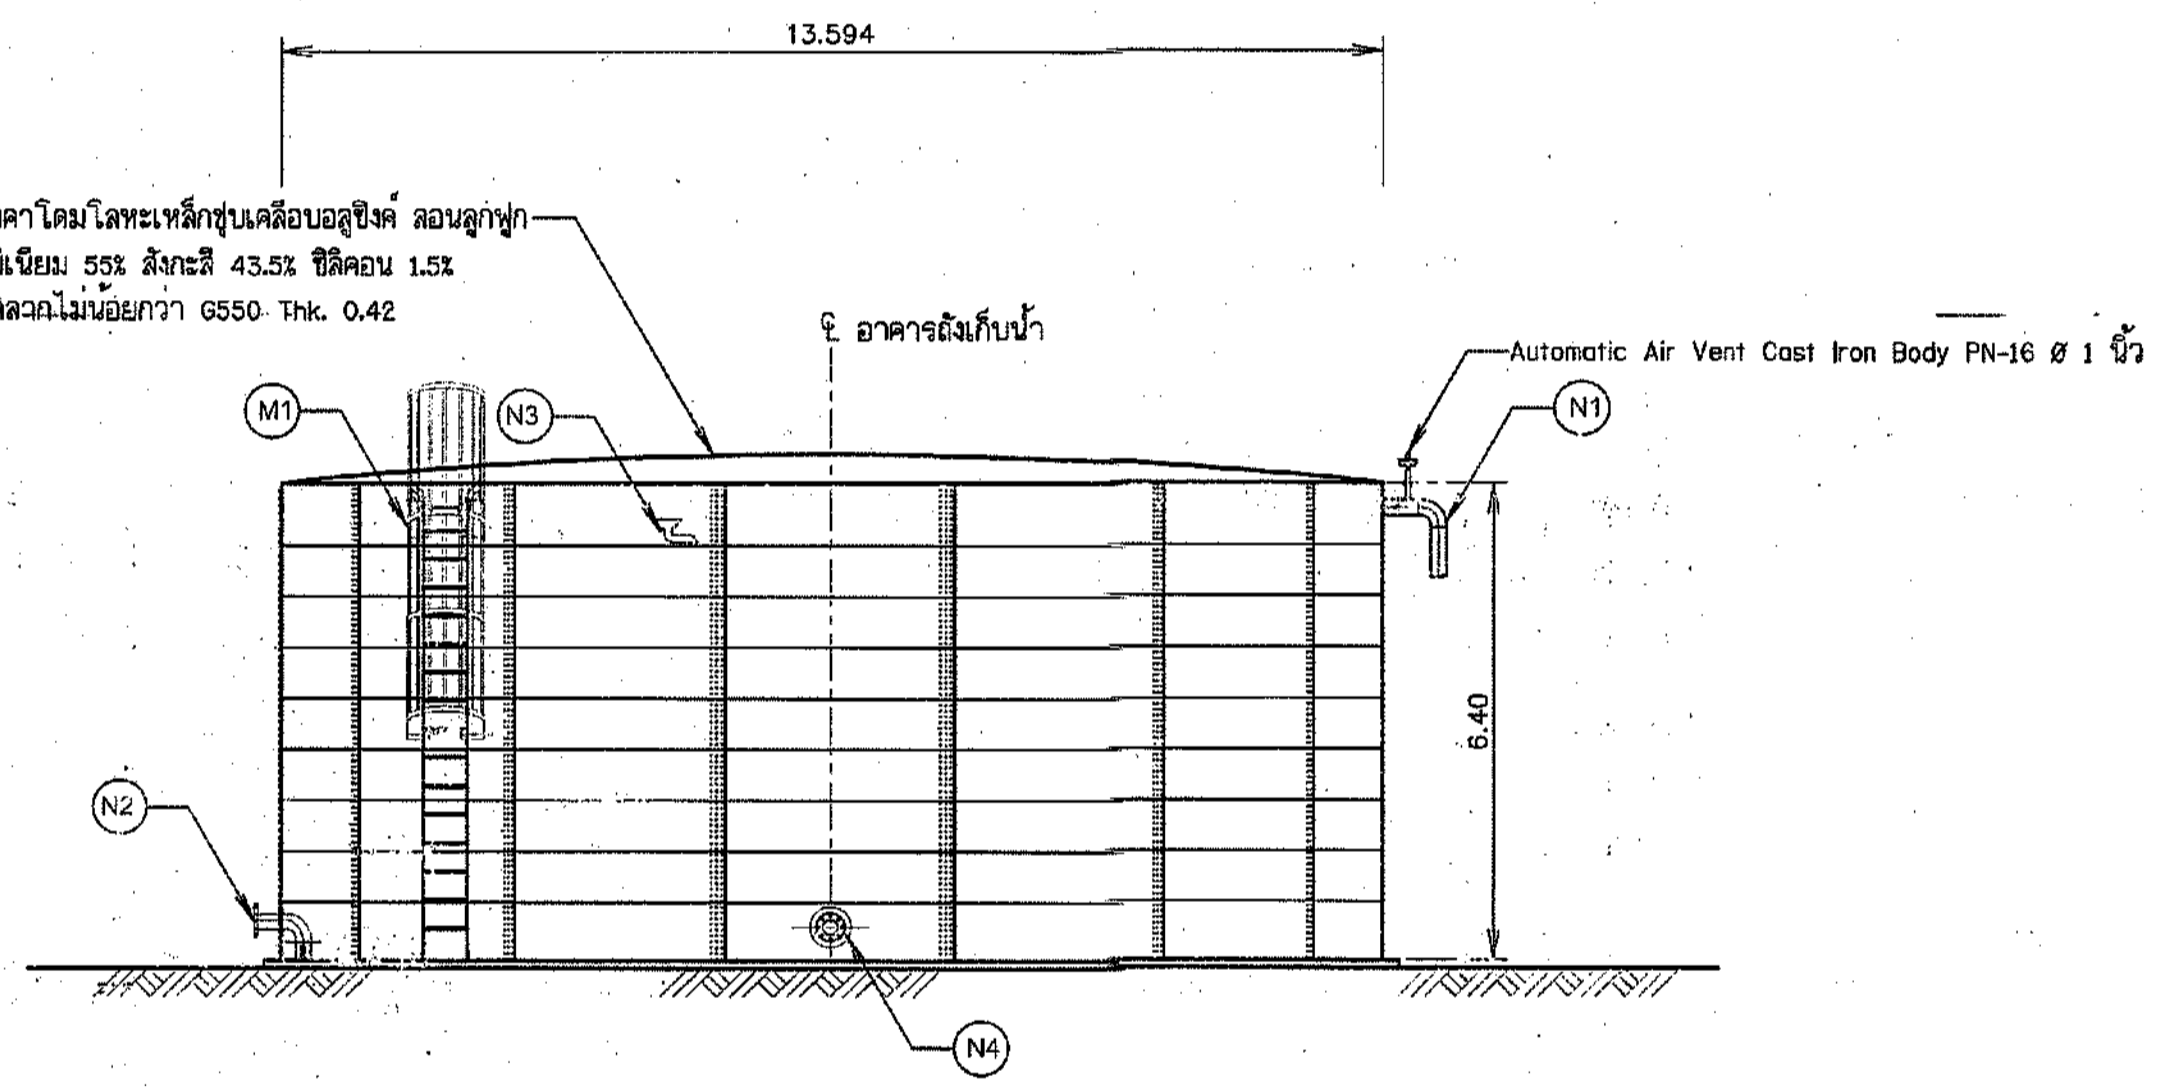 13.594
คาโดมโลหะเหล็กชุบเคลือบอลูซิงค์ ลอนลูกฟูก
มิเนียม 55% สังกะสี 43.5% ซิลิคอน 1.5%
ไม่น้อยกว่า G550 Thk. 0.42
℄ อาคารถังเก็บน้ำ
Automatic Air Vent Cast Iron Body PN-16 Ø 1 นิ้ว
M1
N3
N1
6.40
N2
N4